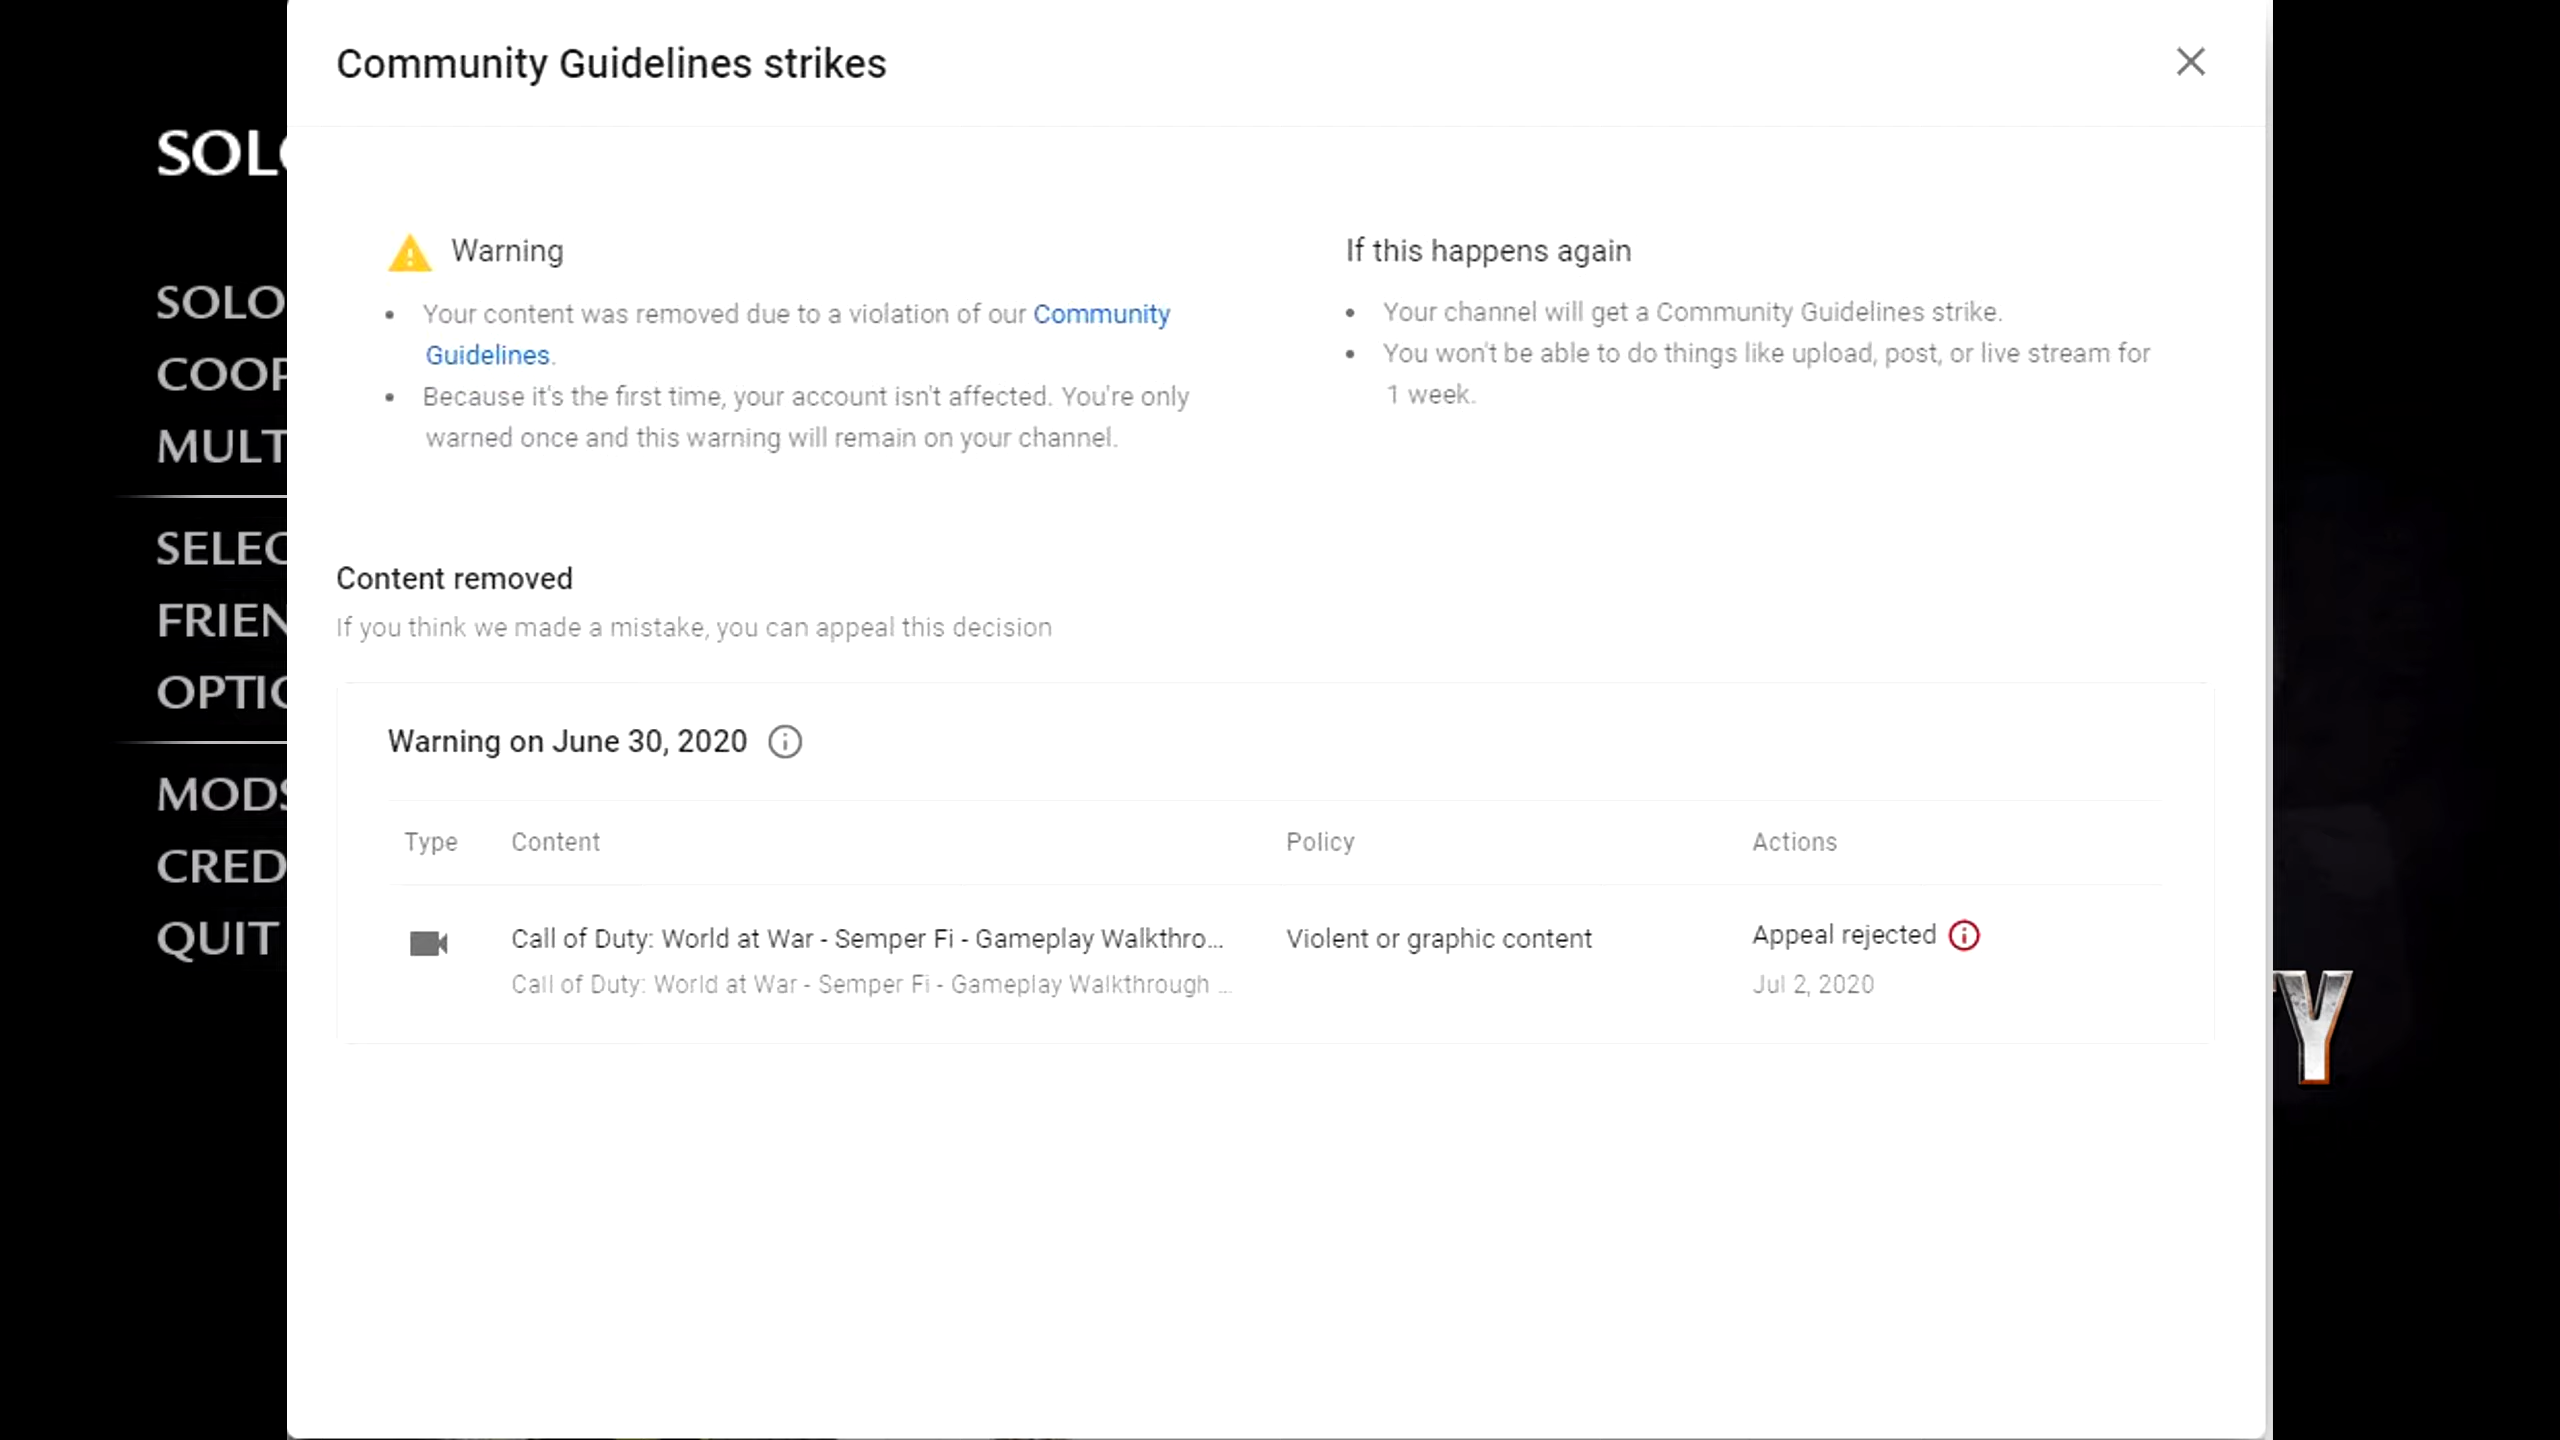 Community Guidelines strikes
SOLO
COOP
MULT
SELEC
FRIEN
OPTIC
MODS
CRED
QUIT
Warning
Your content was removed due to a violation of our Community
Guidelines.
Because it's the first time, your account isn't affected. You're only
warned once and this warning will remain on your channel.
If this happens again
Your channel will get a Community Guidelines strike.
You won't be able to do things like upload, post, or live stream for
1 week.
Content removed
If you think we made a mistake, you can appeal this decision
Warning on June 30, 2020
Type Content Policy Actions
Call of Duty: World at War - Semper Fi - Gameplay Walkthro... Violent or graphic content Appeal rejected
Call of Duty: World at War - Semper Fi - Gameplay Walkthrough ... Jul 2, 2020
Y